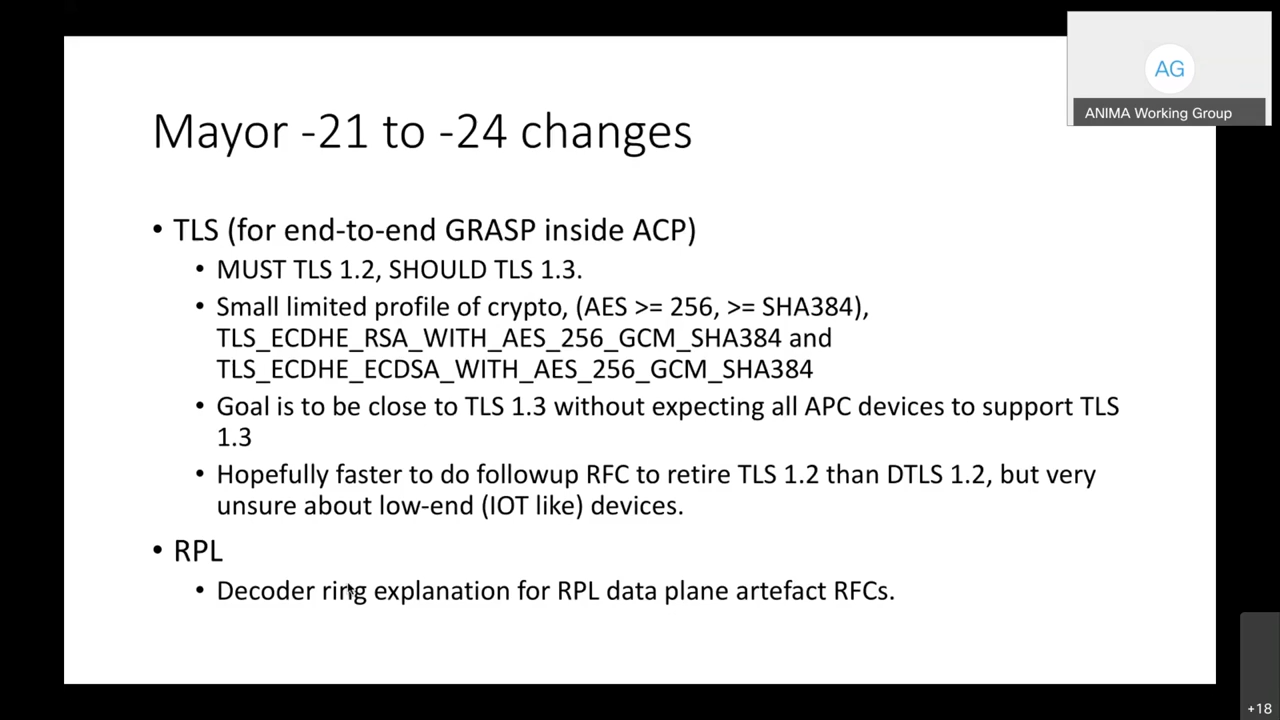 AG
ANIMA Working Group
Mayor -21 to -24 changes
• TLS (for end-to-end GRASP inside ACP)
• MUST TLS 1.2, SHOULD TLS 1.3.
• Small limited profile of crypto, (AES >= 256, >= SHA384),
TLS_ECDHE_RSA_WITH_AES_256_GCM_SHA384 and
TLS_ECDHE_ECDSA_WITH_AES_256_GCM_SHA384
• Goal is to be close to TLS 1.3 without expecting all APC devices to support TLS
1.3
• Hopefully faster to do followup RFC to retire TLS 1.2 than DTLS 1.2, but very
unsure about low-end (IOT like) devices.
• RPL
• Decoder ring explanation for RPL data plane artefact RFCs.
+18